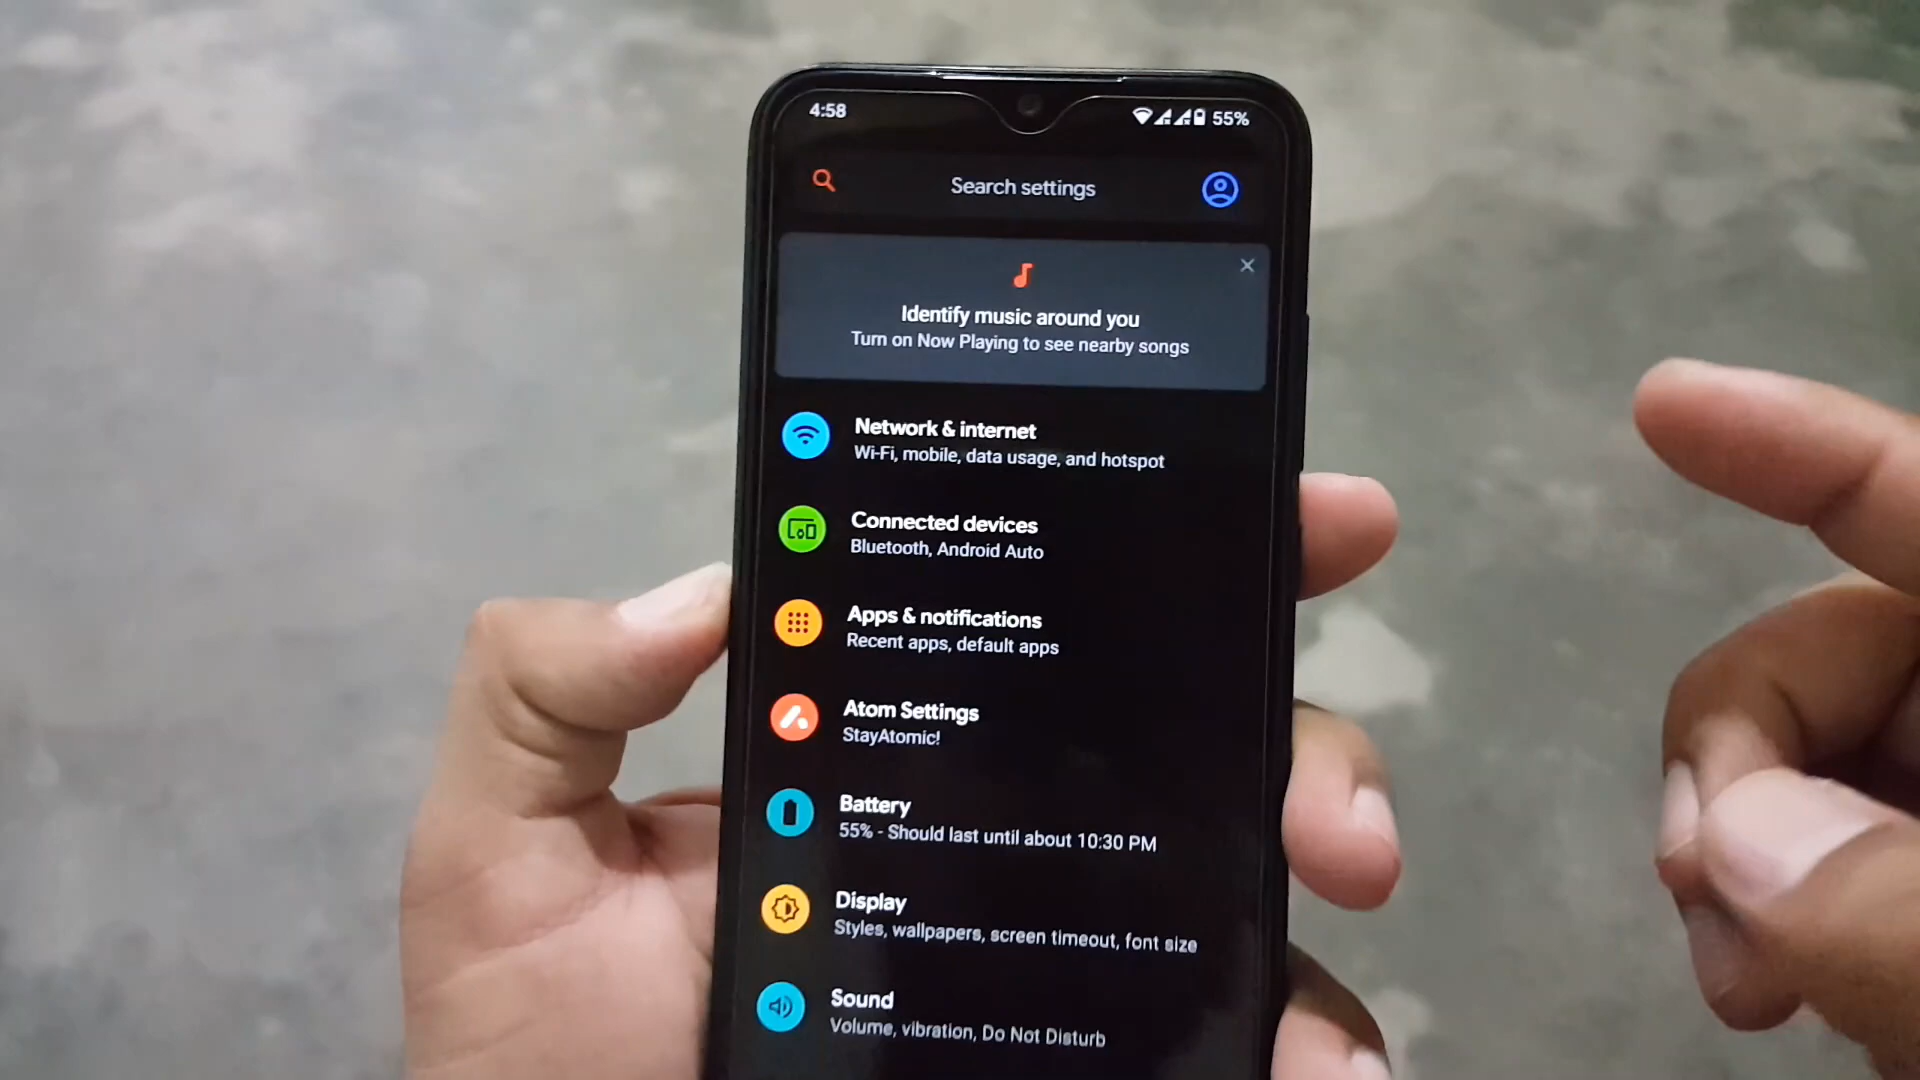 4:58
55%
Search settings
Identify music around you
Turn on Now Playing to see nearby songs
Network & internet
Wi-Fi, mobile, data usage, and hotspot
Connected devices
Bluetooth, Android Auto
Apps & notifications
Recent apps, default apps
Atom Settings
StayAtomic!
Battery
55% - Should last until about 10:30 PM
Display
Styles, wallpapers, screen timeout, font size
Sound
Volume, vibration, Do Not Disturb